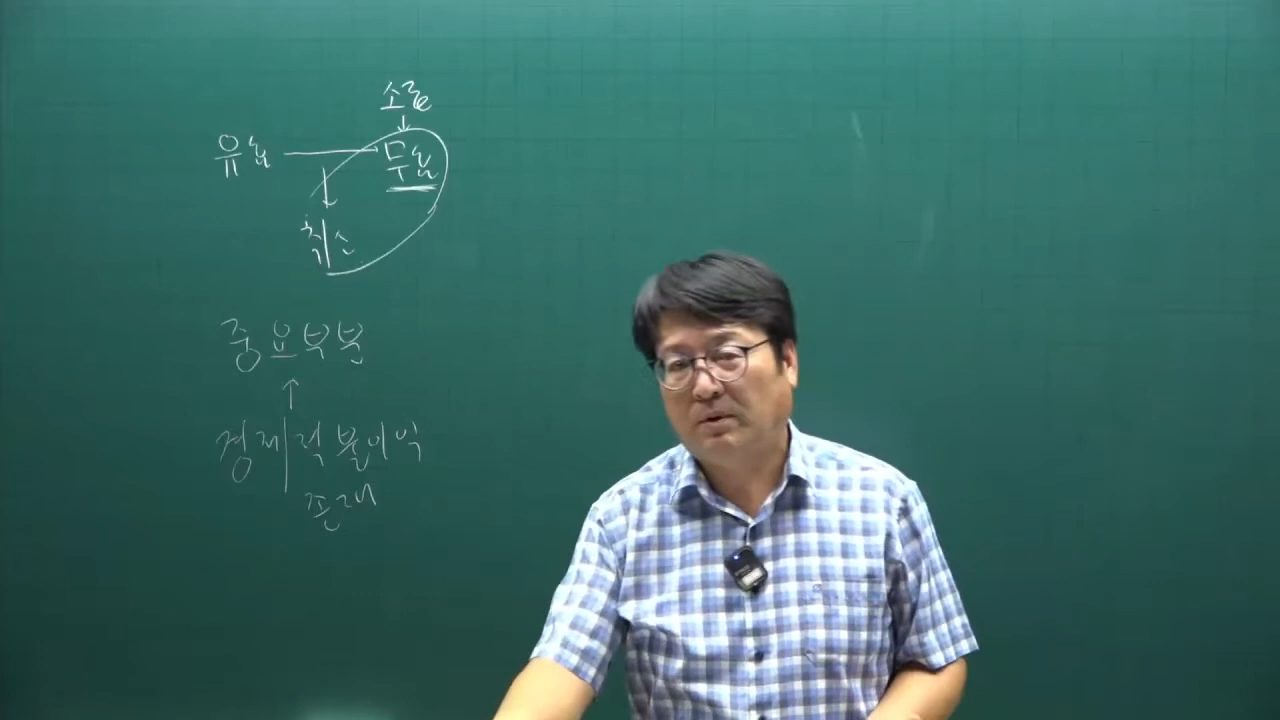 소급
유효 무효
취소
중요부분
경제적 불이익
존재